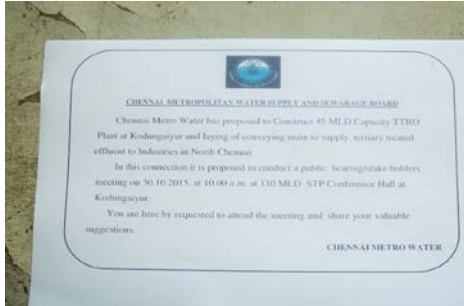 CHENNAI METROPOLITAN WATER SUPPLY AND SEWARAGE BOARD
Chennai Metro Water has proposed to Construct 45 MLD Capacity TTRO
Plant at Kodungaiyur and laying of conveying main to supply tertiary treated
effluent to Industries in North Chennai
In this connection it is proposed to conduct a public hearing/stake holders
meeting on 30.10.2015 at 10.00 a.m. at 110 MLD STP Conference Hall at
Kodungaiyur.
You are here by requested to attend the meeting and share your valuable
suggestions.
CHENNAI METRO WATER